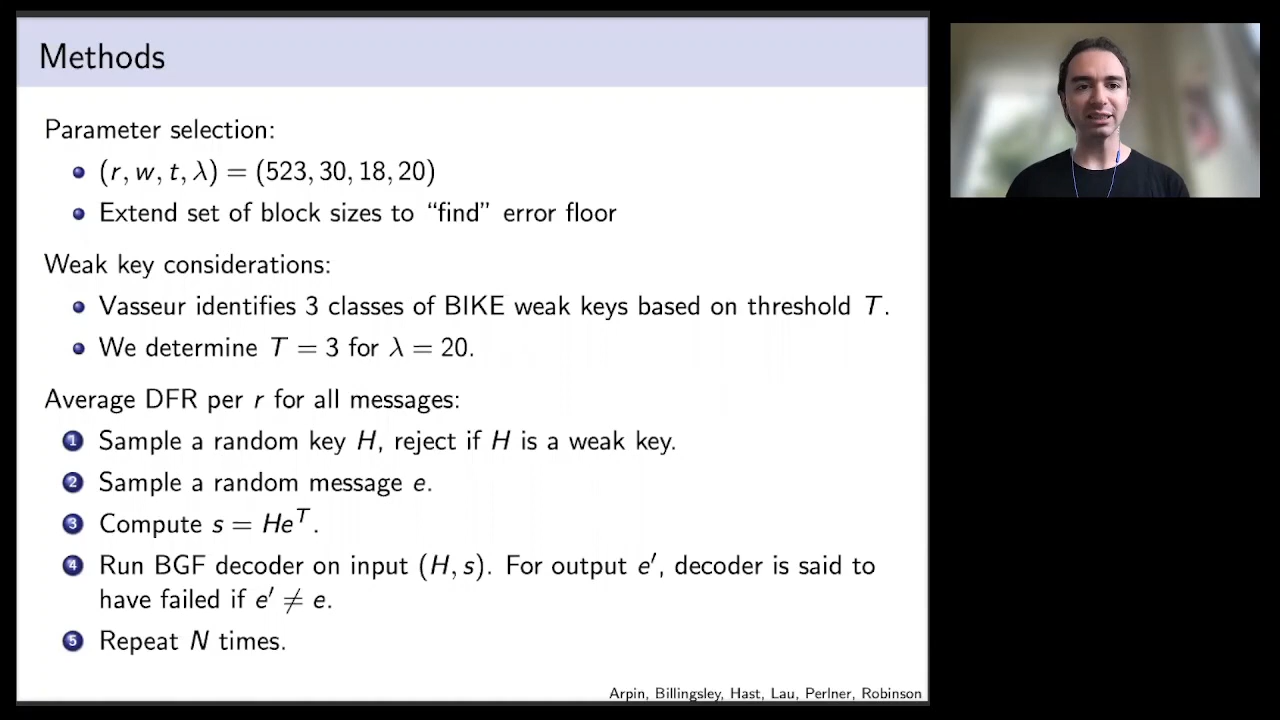 Methods
Parameter selection:
(r, w, t, λ) = (523, 30, 18, 20)
Extend set of block sizes to “find” error floor
Weak key considerations:
Vasseur identifies 3 classes of BIKE weak keys based on threshold T.
We determine T = 3 for λ = 20.
Average DFR per r for all messages:
1 Sample a random key H, reject if H is a weak key.
2 Sample a random message e.
3 Compute s = Heᵀ.
4 Run BGF decoder on input (H, s). For output e′, decoder is said to
have failed if e′ ≠ e.
5 Repeat N times.
Arpin, Billingsley, Hast, Lau, Perlner, Robinson